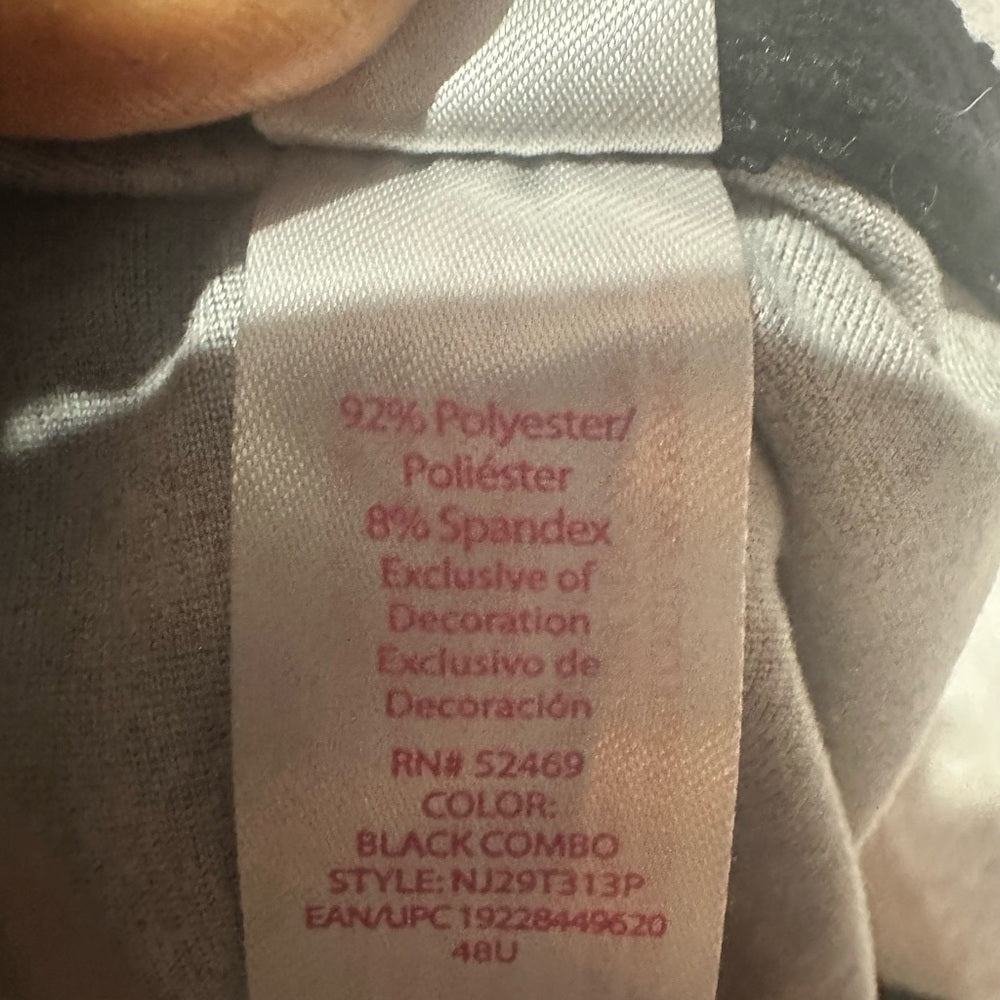 92% Polyester/
Poliéster
8% Spandex
Exclusive of
Decoration
Exclusivo de
Decoración
RN# 52469
COLOR:
BLACK COMBO
STYLE: NJ29T313P
EAN/UPC 19228449620
48U